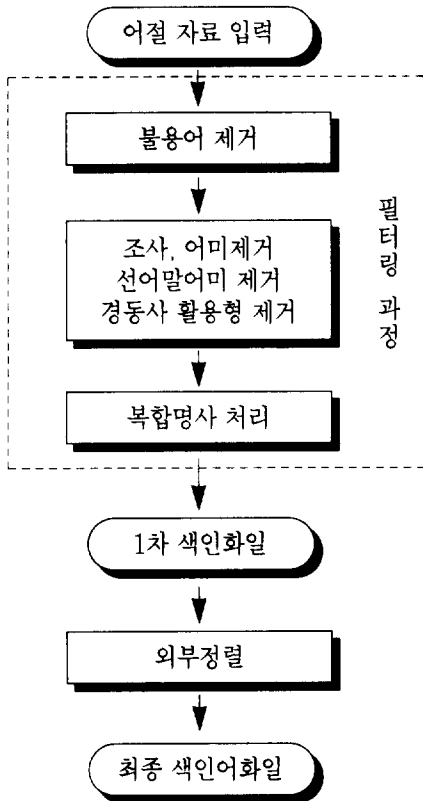 어절 자료 입력
불용어 제거
조사, 어미제거
선어말어미 제거
경동사 활용형 제거
복합명사 처리
필터링 과정
1차 색인화일
외부정렬
최종 색인어화일